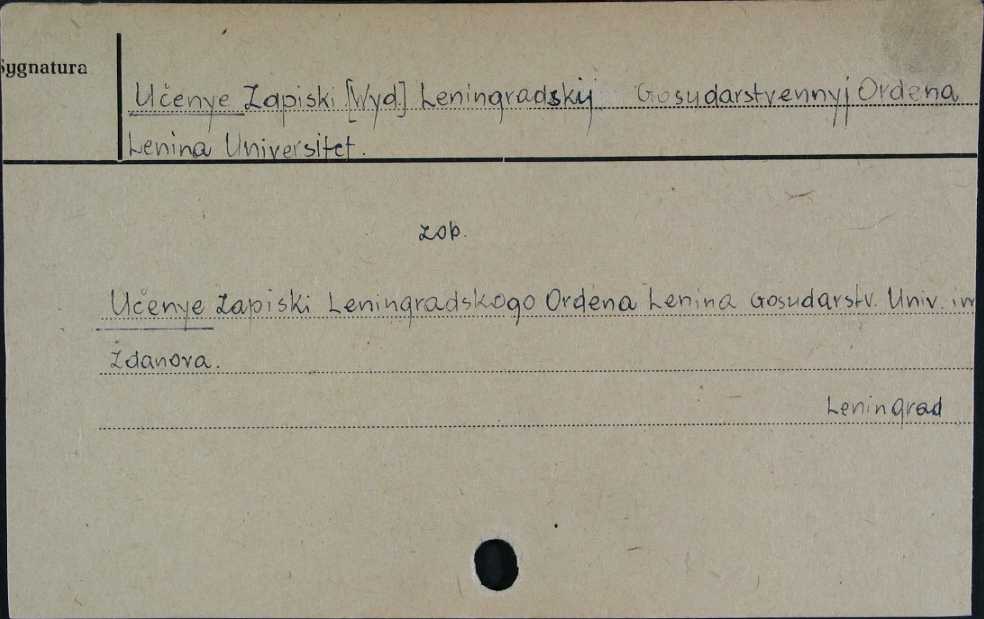 Sygnatura
Učenye Zapiski [Wyd.] Leningradskij Gosudarstvennyj Ordena
Lenina Universitet.
zob.
Učenye Zapiski Leningradskogo Ordena Lenina Gosudarstv. Univ. im
Ždanova.
Leningrad